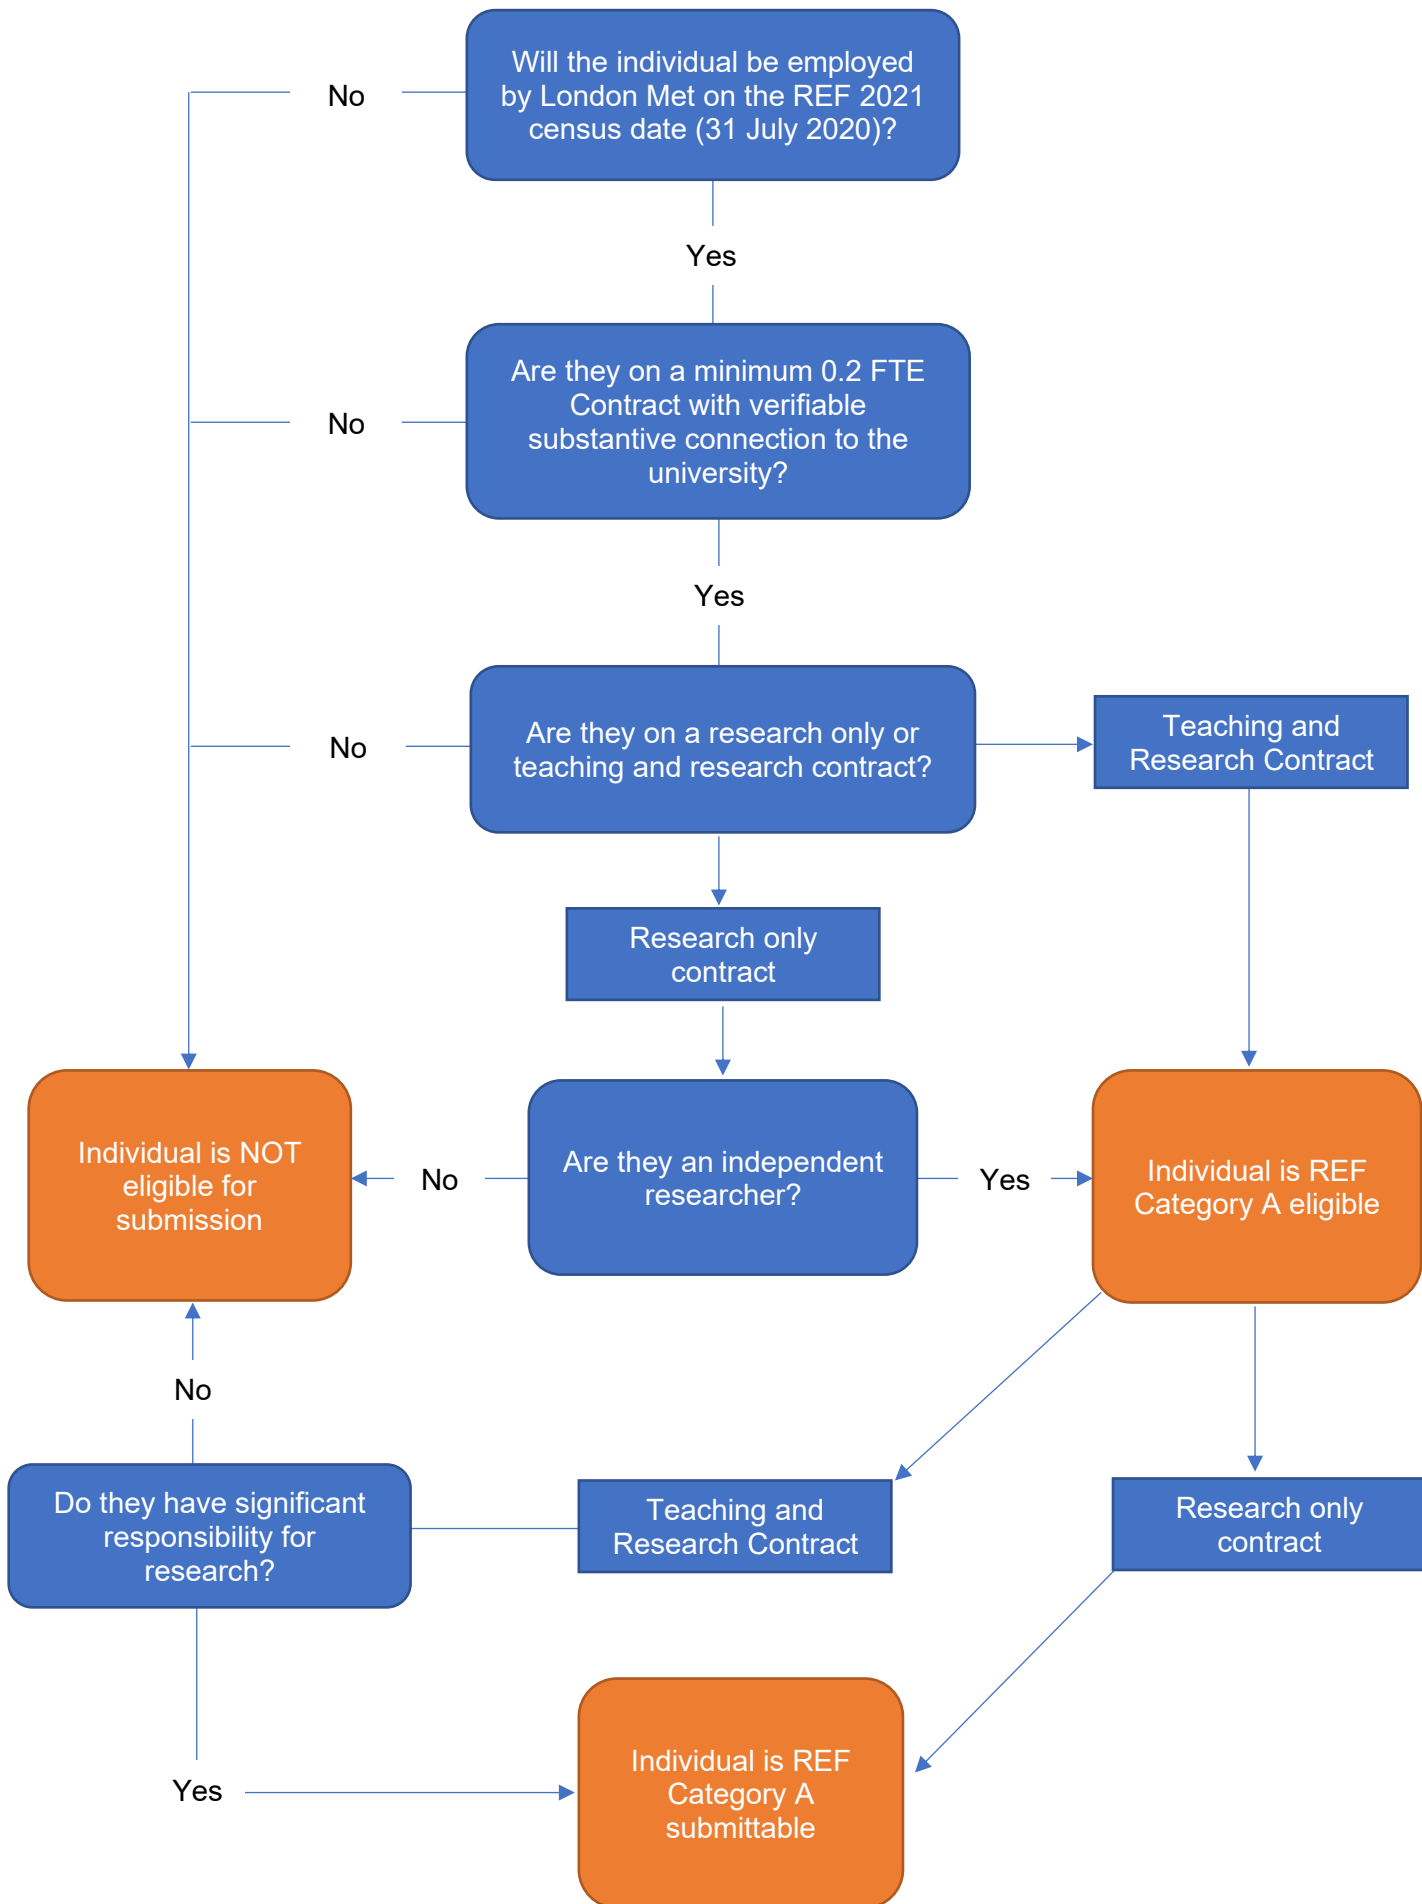 Will the individual be employed
by London Met on the REF 2021
census date (31 July 2020)?
No
Yes
Are they on a minimum 0.2 FTE
Contract with verifiable
substantive connection to the
university?
No
Yes
Are they on a research only or
teaching and research contract?
No
Teaching and
Research Contract
Research only
contract
Individual is NOT
eligible for
submission
No
Are they an independent
researcher?
Yes
Individual is REF
Category A eligible
No
Do they have significant
responsibility for
research?
Teaching and
Research Contract
Research only
contract
Yes
Individual is REF
Category A
submittable